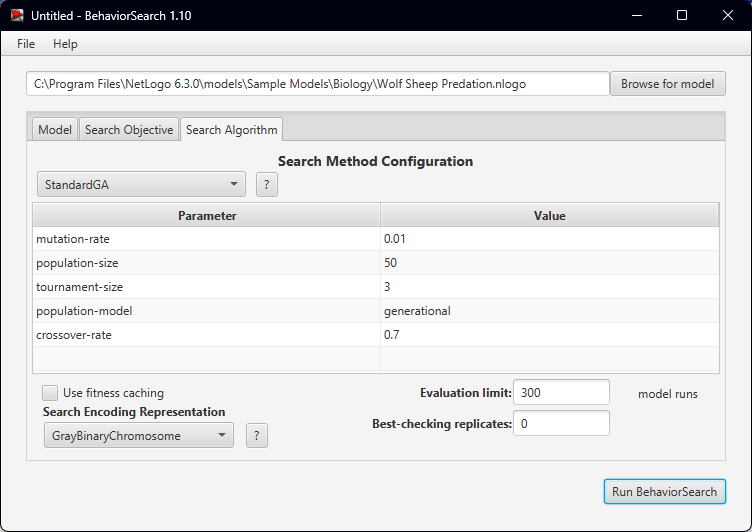 Untitled - BehaviorSearch 1.10
File Help
C:\Program Files\NetLogo 6.3.0\models\Sample Models\Biology\Wolf Sheep Predation.nlogo Browse for model
Model Search Objective Search Algorithm
Search Method Configuration
StandardGA ?
Parameter Value
mutation-rate 0.01
population-size 50
tournament-size 3
population-model generational
crossover-rate 0.7
Use fitness caching Evaluation limit: 300 model runs
Search Encoding Representation
Best-checking replicates: 0
GrayBinaryChromosome ?
Run BehaviorSearch